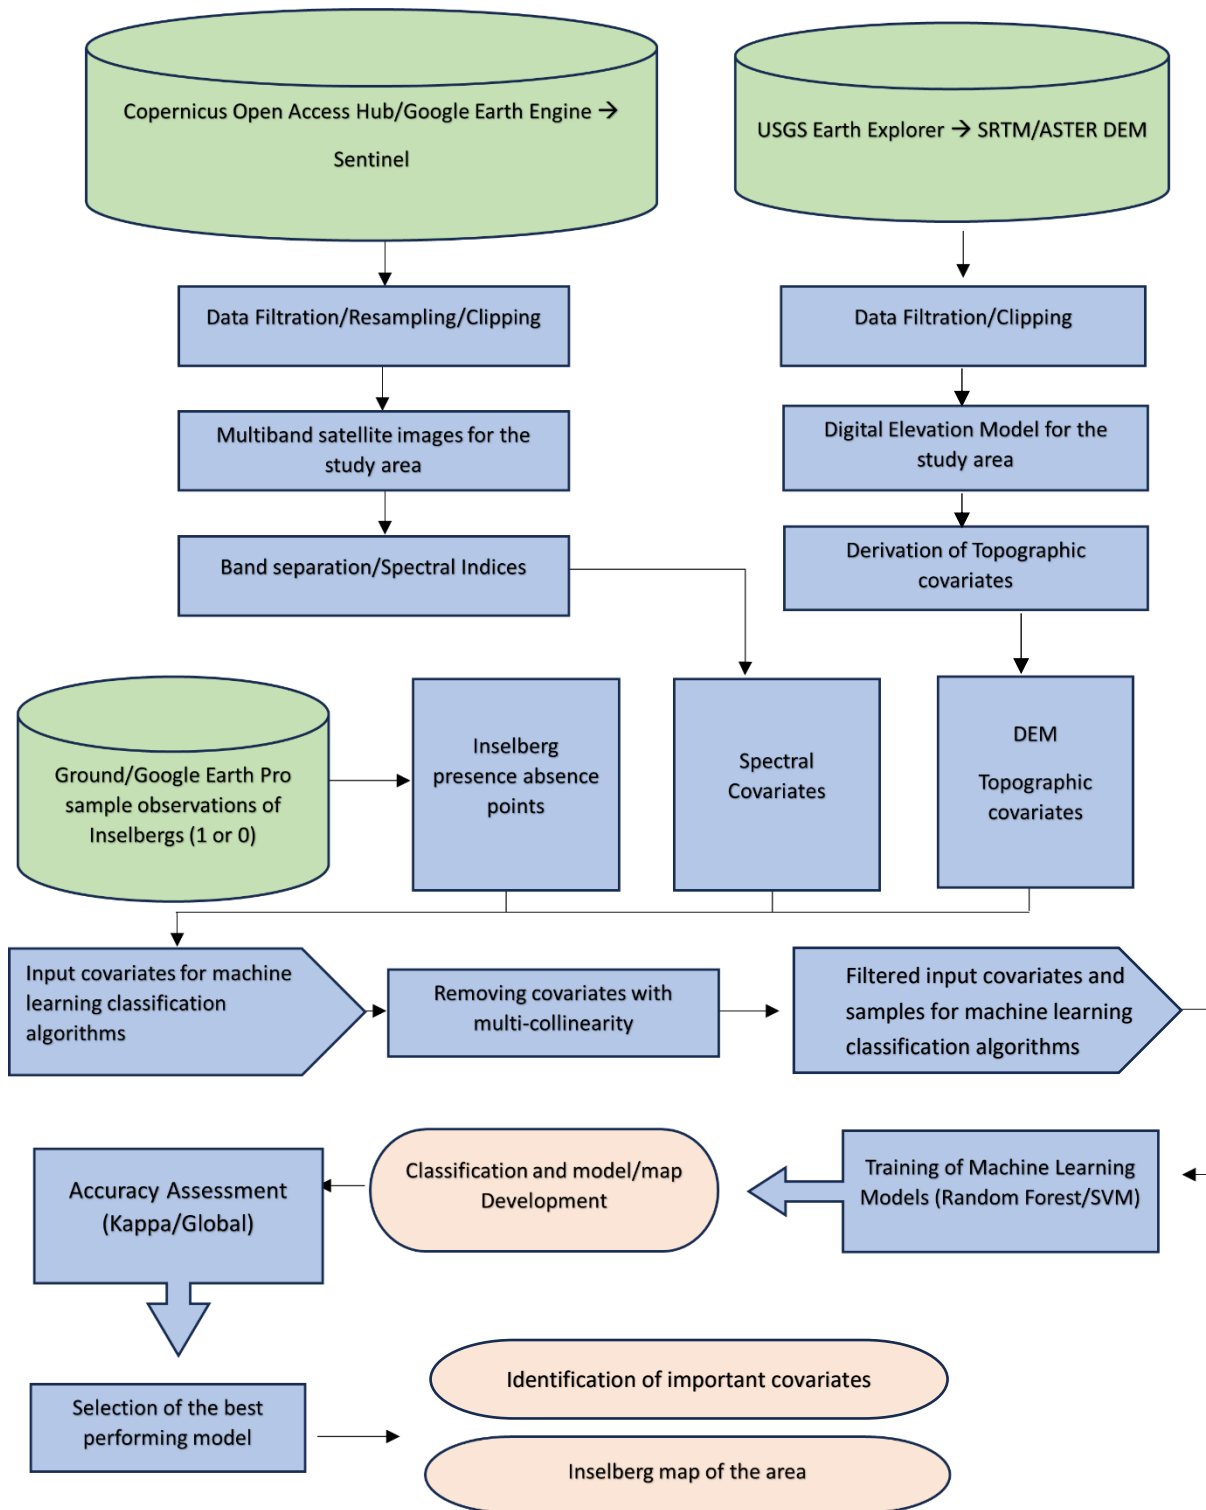 Copernicus Open Access Hub/Google Earth Engine →
Sentinel
USGS Earth Explorer → SRTM/ASTER DEM
Data Filtration/Resampling/Clipping
Data Filtration/Clipping
Multiband satellite images for the
study area
Digital Elevation Model for the
study area
Band separation/Spectral Indices
Derivation of Topographic
covariates
Ground/Google Earth Pro
sample observations of
Inselbergs (1 or 0)
Inselberg
presence absence
points
Spectral
Covariates
DEM
Topographic
covariates
Input covariates for machine
learning classification
algorithms
Removing covariates with
multi-collinearity
Filtered input covariates and
samples for machine learning
classification algorithms
Training of Machine Learning
Models (Random Forest/SVM)
Classification and model/map
Development
Accuracy Assessment
(Kappa/Global)
Selection of the best
performing model
Identification of important covariates
Inselberg map of the area